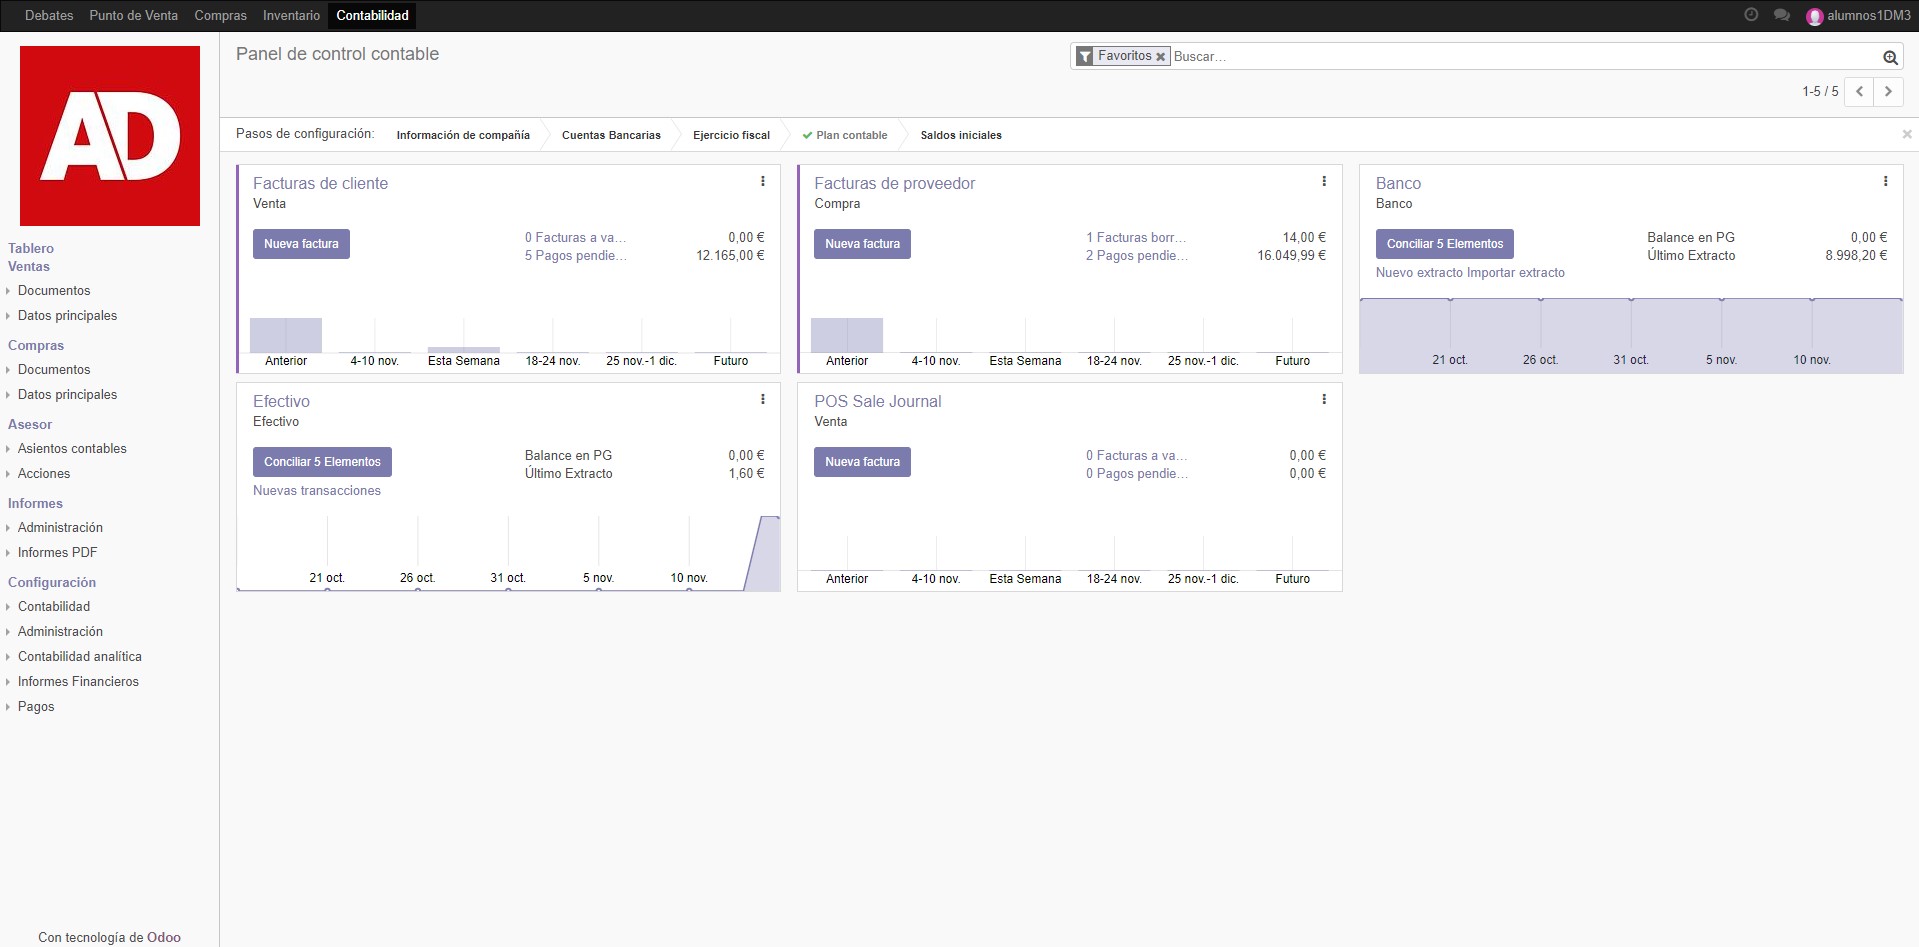 Debates Punto de Venta Compras Inventario Contabilidad alumnos1DM3
AD
Tablero
Ventas
Documentos
Datos principales
Compras
Documentos
Datos principales
Asesor
Asientos contables
Acciones
Informes
Administración
Informes PDF
Configuración
Contabilidad
Administración
Contabilidad analítica
Informes Financieros
Pagos
Con tecnología de Odoo
Panel de control contable
Favoritos Buscar...
1-5 / 5
Pasos de configuración: Información de compañía Cuentas Bancarias Ejercicio fiscal Plan contable Saldos iniciales
Facturas de cliente
Venta
Nueva factura
0 Facturas a va... 0,00 €
5 Pagos pendie... 12.165,00 €
Anterior 4-10 nov. Esta Semana 18-24 nov. 25 nov.-1 dic. Futuro
Facturas de proveedor
Compra
Nueva factura
1 Facturas borr... 14,00 €
2 Pagos pendie... 16.049,99 €
Anterior 4-10 nov. Esta Semana 18-24 nov. 25 nov.-1 dic. Futuro
Banco
Banco
Conciliar 5 Elementos
Nuevo extracto Importar extracto
Balance en PG 0,00 €
Último Extracto 8.998,20 €
21 oct. 26 oct. 31 oct. 5 nov. 10 nov.
Efectivo
Efectivo
Conciliar 5 Elementos
Nuevas transacciones
Balance en PG 0,00 €
Último Extracto 1,60 €
21 oct. 26 oct. 31 oct. 5 nov. 10 nov.
POS Sale Journal
Venta
Nueva factura
0 Facturas a va... 0,00 €
0 Pagos pendie... 0,00 €
Anterior 4-10 nov. Esta Semana 18-24 nov. 25 nov.-1 dic. Futuro